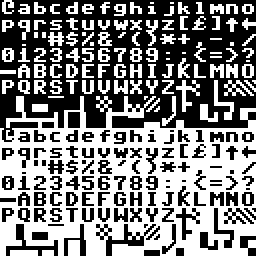 @abcdefghijklmno
pqrstuvwxyz[£]↑←
!"#$%&'()*+,-./
0123456789:;<=>?
─ABCDEFGHIJKLMNO
PQRSTUVWXYZ
@abcdefghijklmno
pqrstuvwxyz[£]↑←
!"#$%&'()*+,-./
0123456789:;<=>?
─ABCDEFGHIJKLMNO
PQRSTUVWXYZ